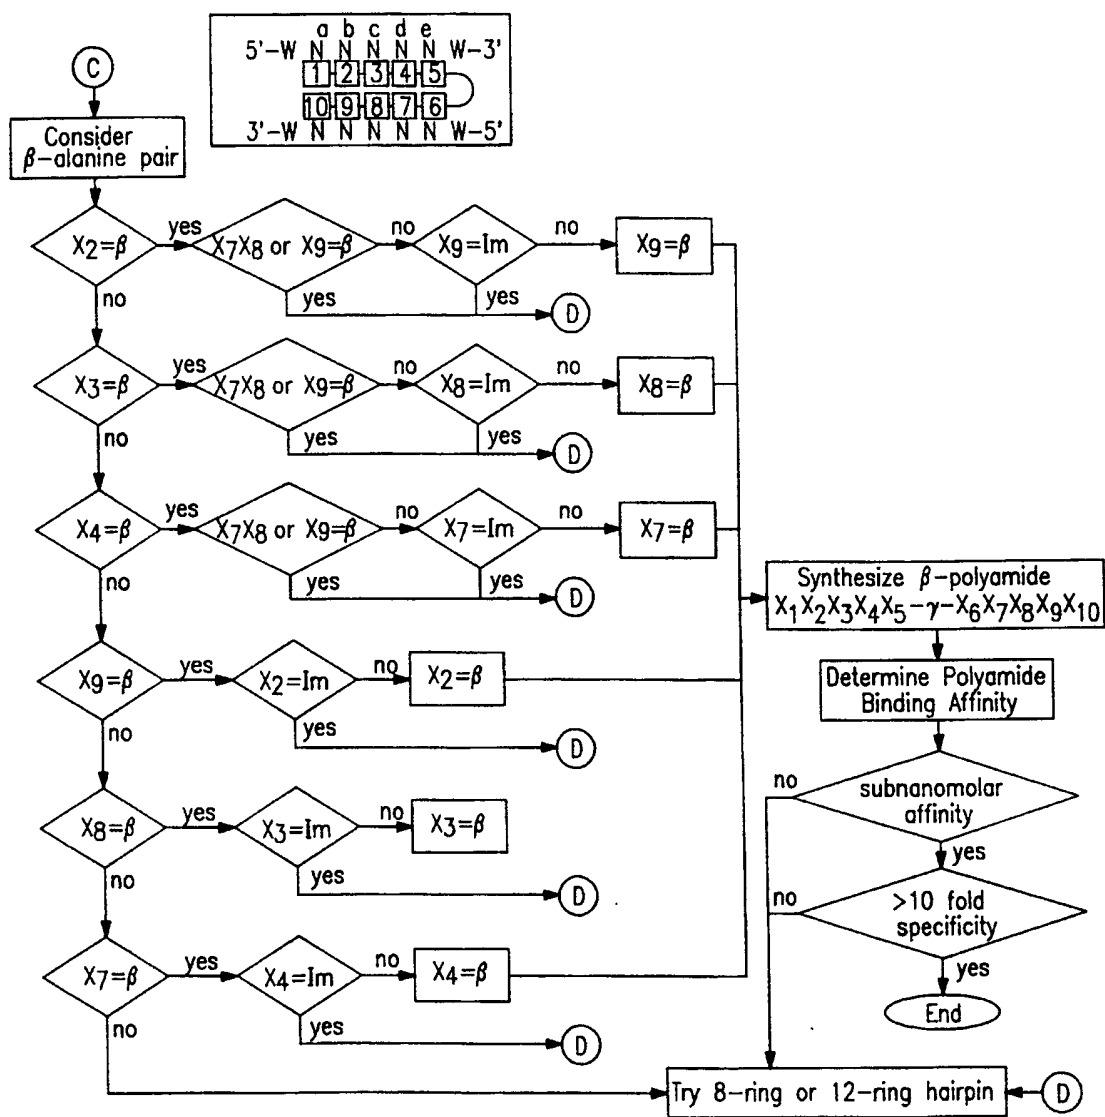 a b c d e
5'-W N N N N N W-3'
1 2 3 4 5
10 9 8 7 6
3'-W N N N N N W-5'
C
Consider
β-alanine pair
X2=β
yes
X7X8 or X9=β
no
X9=Im
no
X9=β
yes
yes
D
no
X3=β
yes
X7X8 or X9=β
no
X8=Im
no
X8=β
yes
yes
D
no
X4=β
yes
X7X8 or X9=β
no
X7=Im
no
X7=β
yes
yes
D
no
X9=β
yes
X2=Im
no
X2=β
yes
D
no
X8=β
yes
X3=Im
no
X3=β
yes
D
no
X7=β
yes
X4=Im
no
X4=β
yes
D
no
Synthesize β-polyamide
X1X2X3X4X5-γ-X6X7X8X9X10
Determine Polyamide
Binding Affinity
no
subnanomolar
affinity
yes
no
>10 fold
specificity
yes
End
Try 8-ring or 12-ring hairpin
D